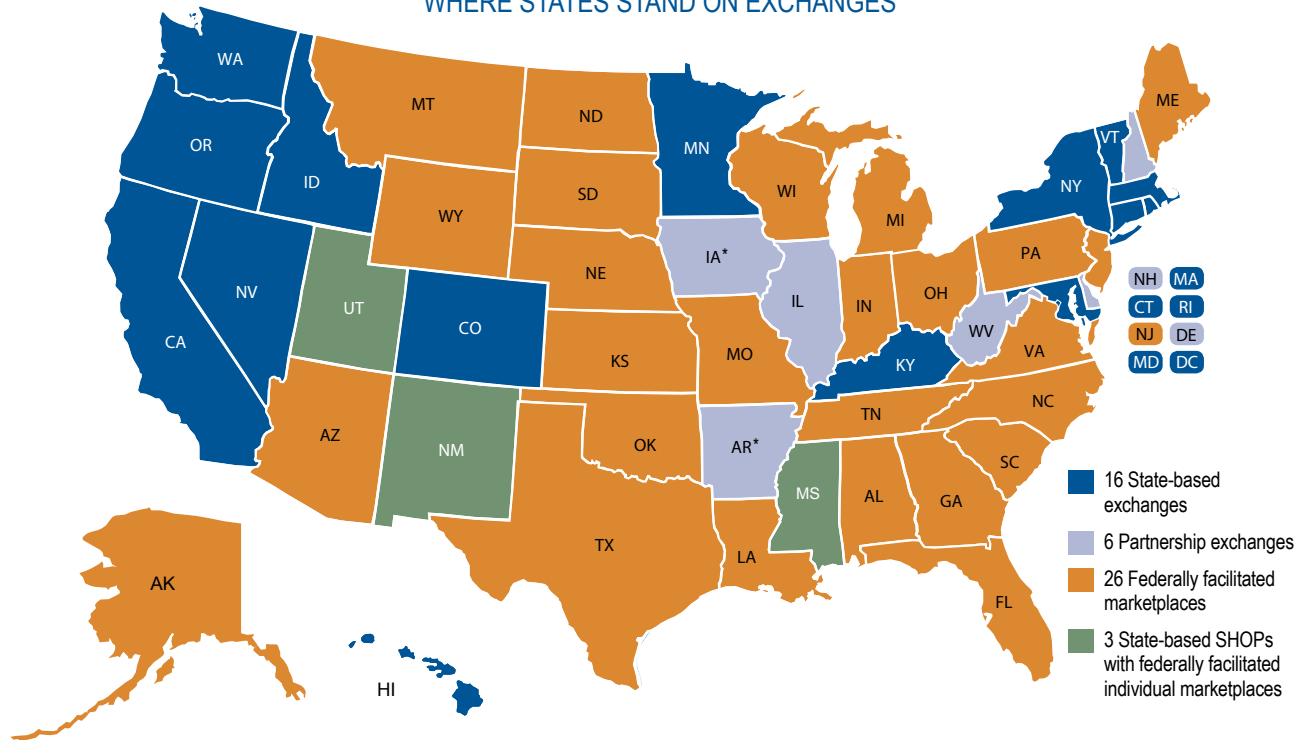 WHERE STATES STAND ON EXCHANGES
WA
OR
CA
ID
NV
MT
WY
UT
AZ
CO
NM
ND
SD
NE
KS
OK
TX
MN
IA*
MO
AR*
LA
WI
IL
MS
MI
IN
OH
KY
TN
AL
GA
FL
SC
NC
VA
WV
PA
NY
VT
ME
NH MA
CT RI
NJ DE
MD DC
AK
HI
16 State-based
exchanges
6 Partnership exchanges
26 Federally facilitated
marketplaces
3 State-based SHOPs
with federally facilitated
individual marketplaces